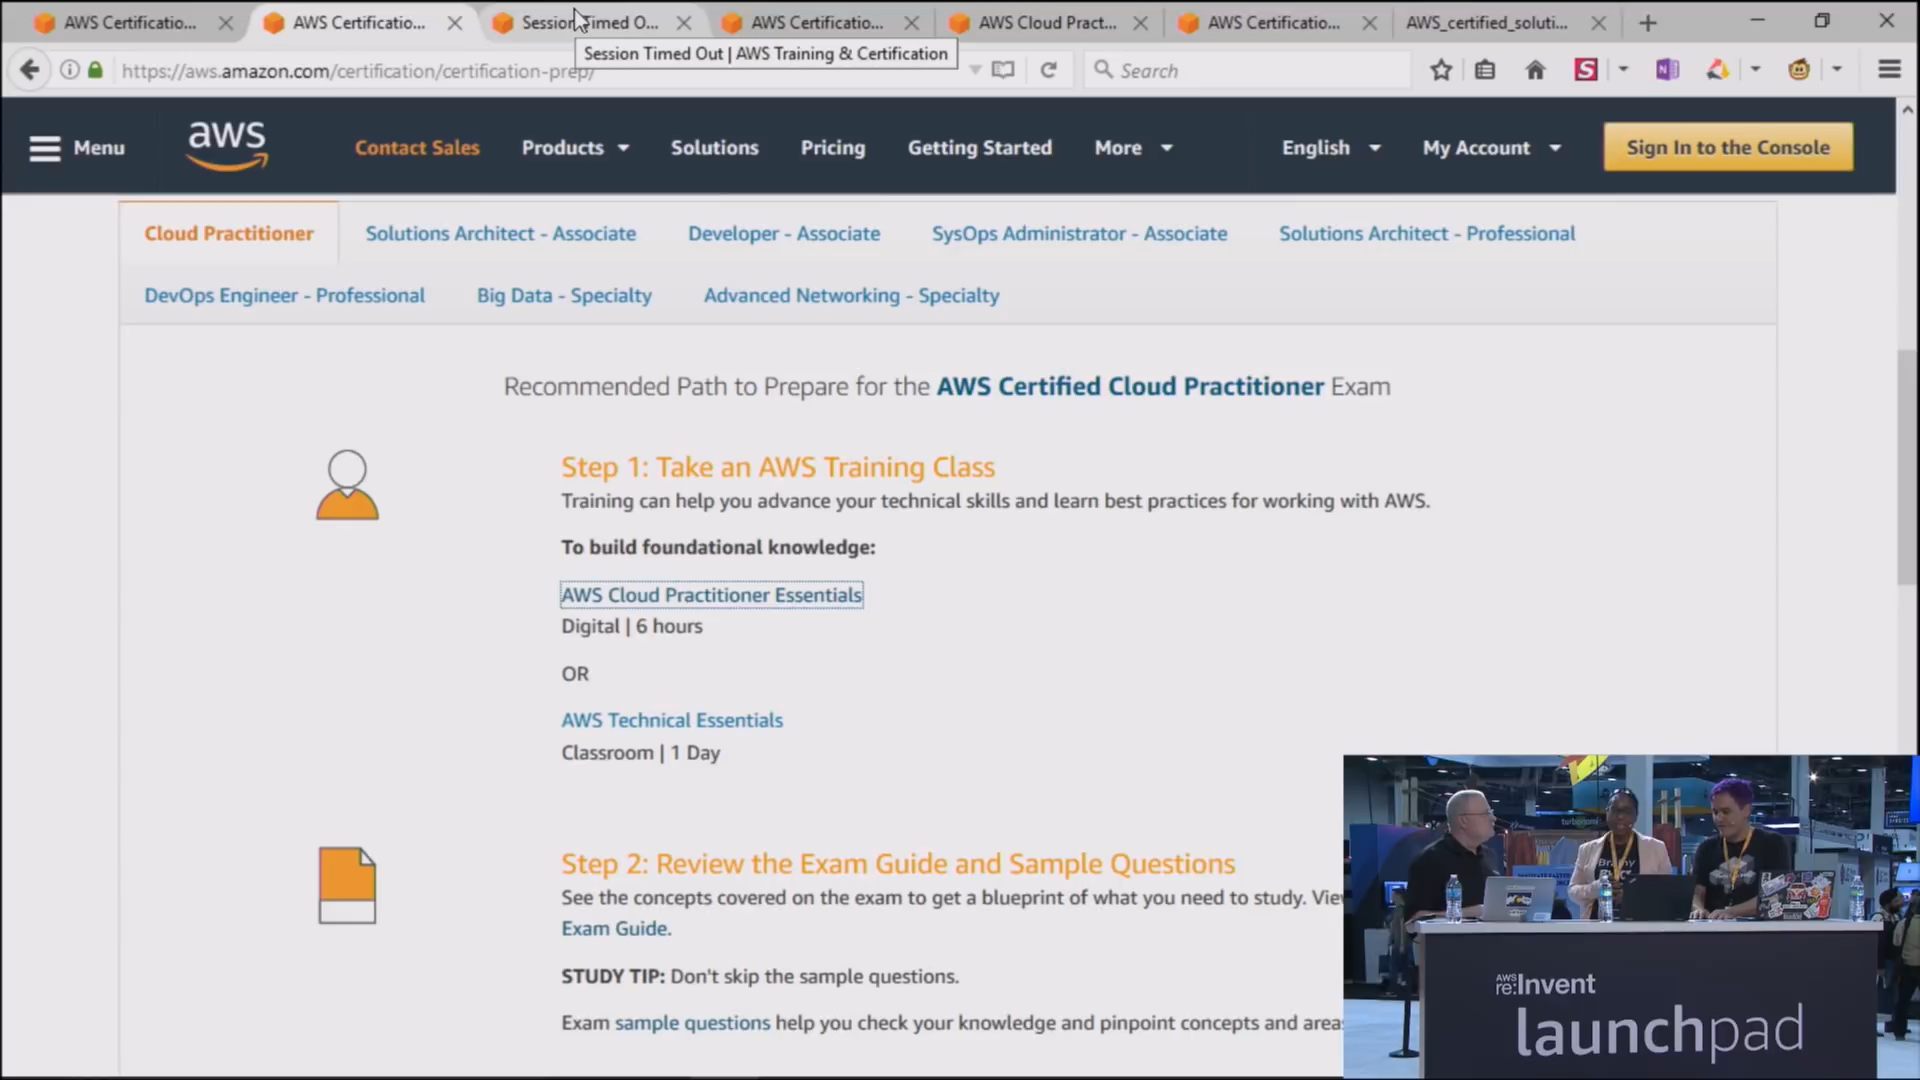 AWS Certificatio...
AWS Certificatio...
Session Timed O...
AWS Certificatio...
AWS Cloud Pract...
AWS Certificatio...
AWS_certified_soluti...
Session Timed Out | AWS Training & Certification
https://aws.amazon.com/certification/certification-prep/
Search
Menu
aws
Contact Sales
Products
Solutions
Pricing
Getting Started
More
English
My Account
Sign In to the Console
Cloud Practitioner
Solutions Architect - Associate
Developer - Associate
SysOps Administrator - Associate
Solutions Architect - Professional
DevOps Engineer - Professional
Big Data - Specialty
Advanced Networking - Specialty
Recommended Path to Prepare for the AWS Certified Cloud Practitioner Exam
Step 1: Take an AWS Training Class
Training can help you advance your technical skills and learn best practices for working with AWS.
To build foundational knowledge:
AWS Cloud Practitioner Essentials
Digital | 6 hours
OR
AWS Technical Essentials
Classroom | 1 Day
Step 2: Review the Exam Guide and Sample Questions
See the concepts covered on the exam to get a blueprint of what you need to study. Vie
Exam Guide.
STUDY TIP: Don't skip the sample questions.
Exam sample questions help you check your knowledge and pinpoint concepts and area
turbonomic
Brainy
AWS
re:Invent
launchpad